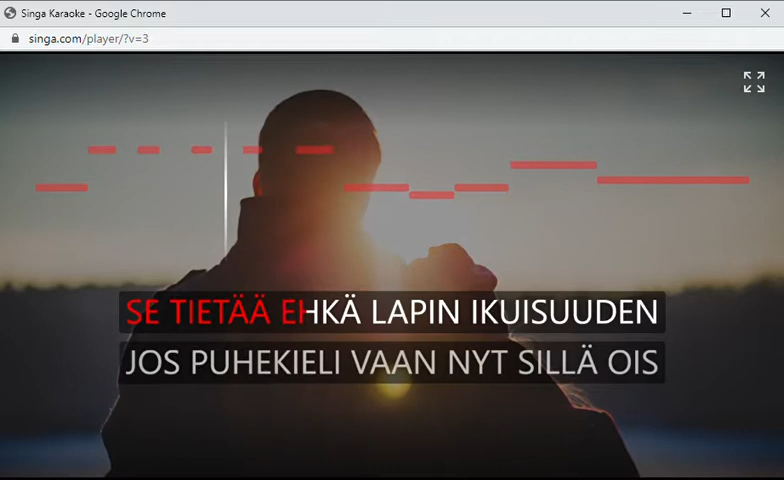 Singa Karaoke - Google Chrome
singa.com/player/?v=3
SE TIETÄÄ EHKÄ LAPIN IKUISUUDEN
JOS PUHEKIELI VAAN NYT SILLÄ OIS